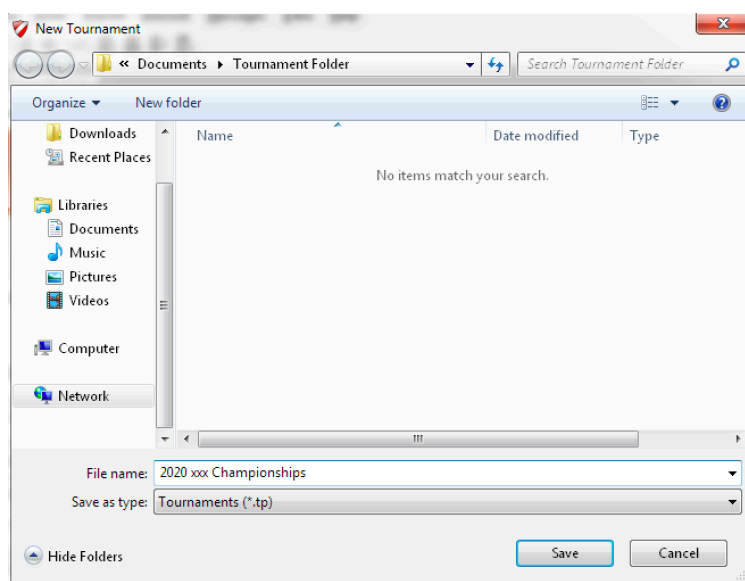 New Tournament
« Documents ▸ Tournament Folder
Search Tournament Folder
Organize
New folder
Downloads
Recent Places
Libraries
Documents
Music
Pictures
Videos
Computer
Network
Name
Date modified
Type
No items match your search.
File name: 2020 xxx Championships
Save as type: Tournaments (*.tp)
Hide Folders
Save
Cancel